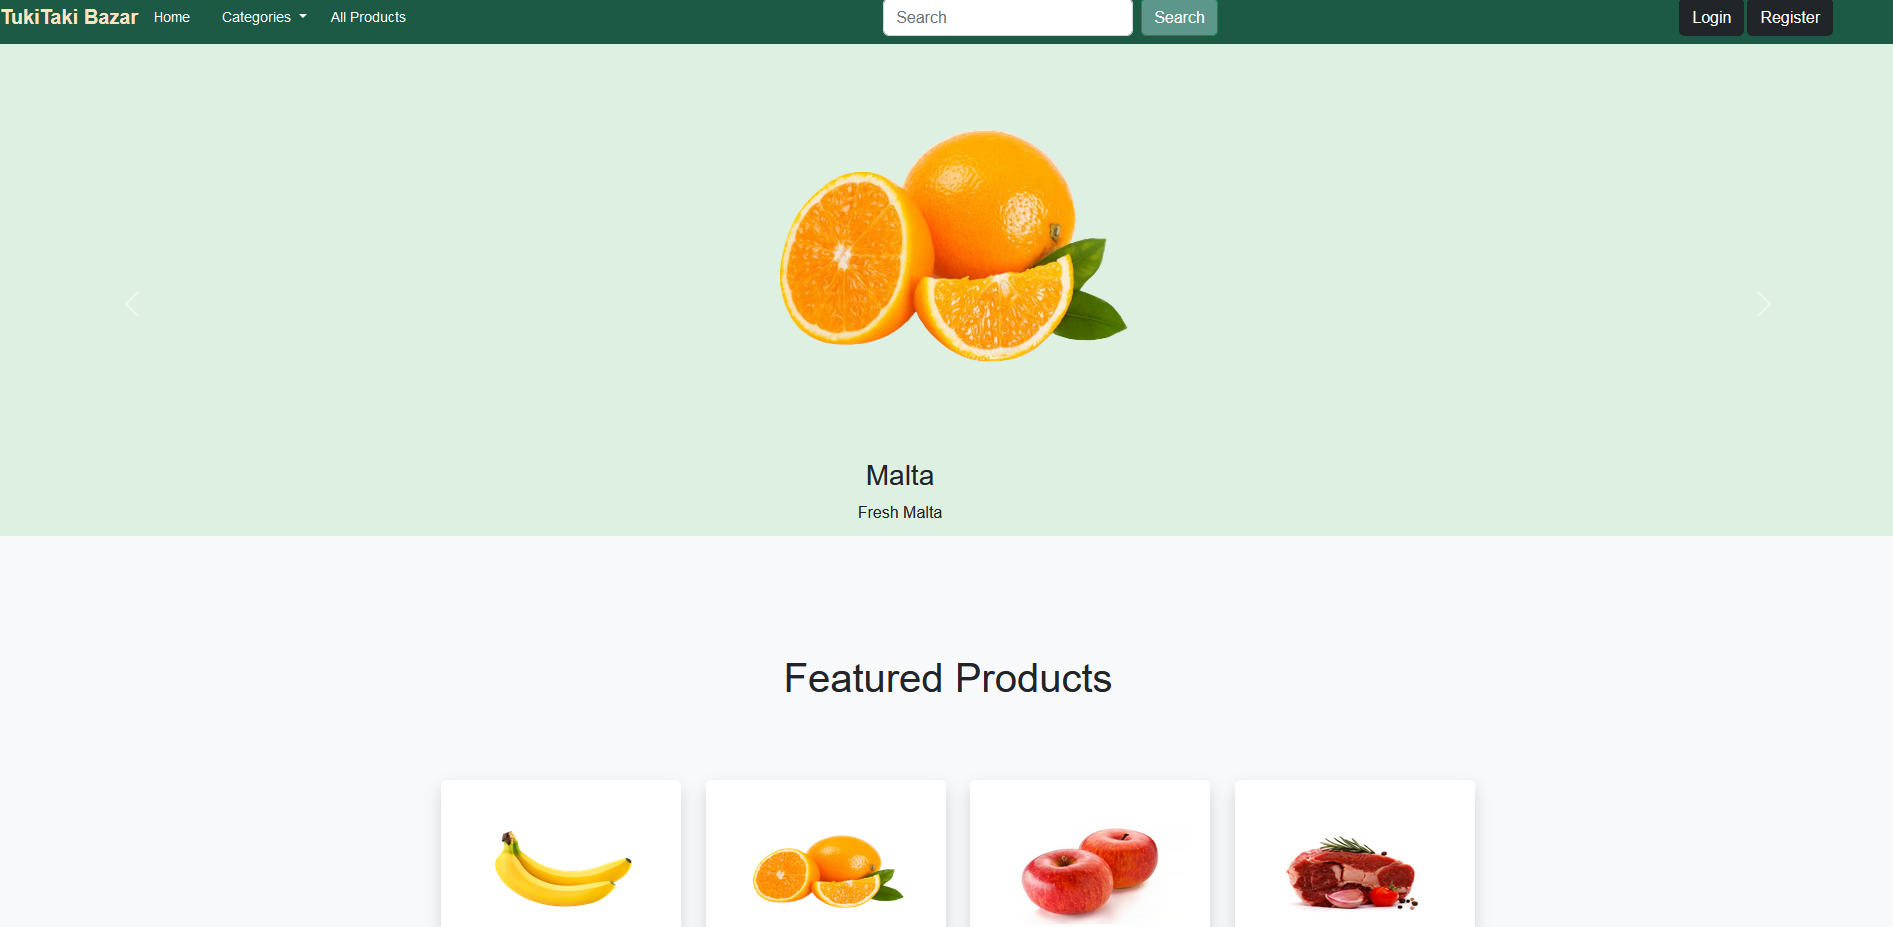 TukiTaki Bazar Home Categories All Products Search Search Login Register
Malta
Fresh Malta
Featured Products